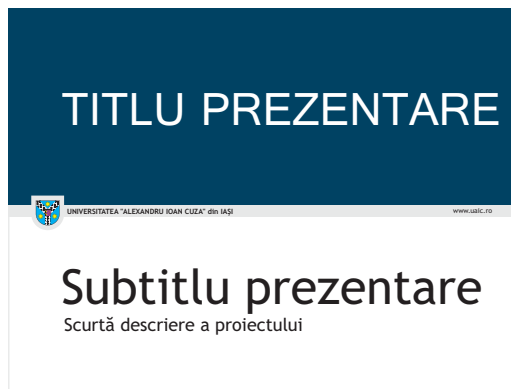 TITLU PREZENTARE
UNIVERSITATEA "ALEXANDRU IOAN CUZA" din IAŞI www.uaic.ro
Subtitlu prezentare
Scurtă descriere a proiectului